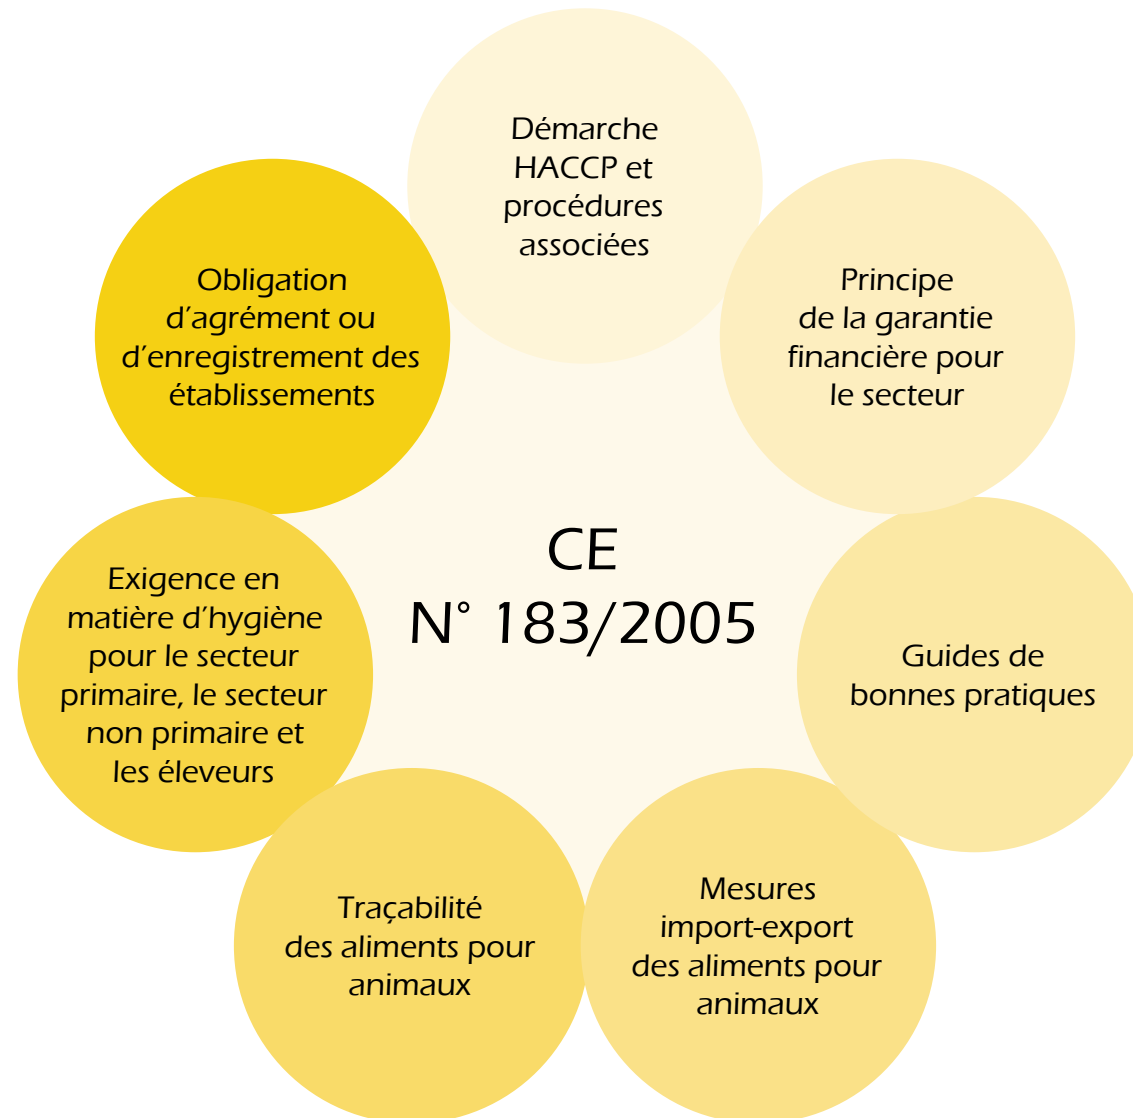 Démarche
HACCP et
procédures
associées
Obligation
d’agrément ou
d’enregistrement des
établissements
Principe
de la garantie
financière pour
le secteur
CE
N° 183/2005
Exigence en
matière d’hygiène
pour le secteur
primaire, le secteur
non primaire et
les éleveurs
Guides de
bonnes pratiques
Traçabilité
des aliments pour
animaux
Mesures
import-export
des aliments pour
animaux